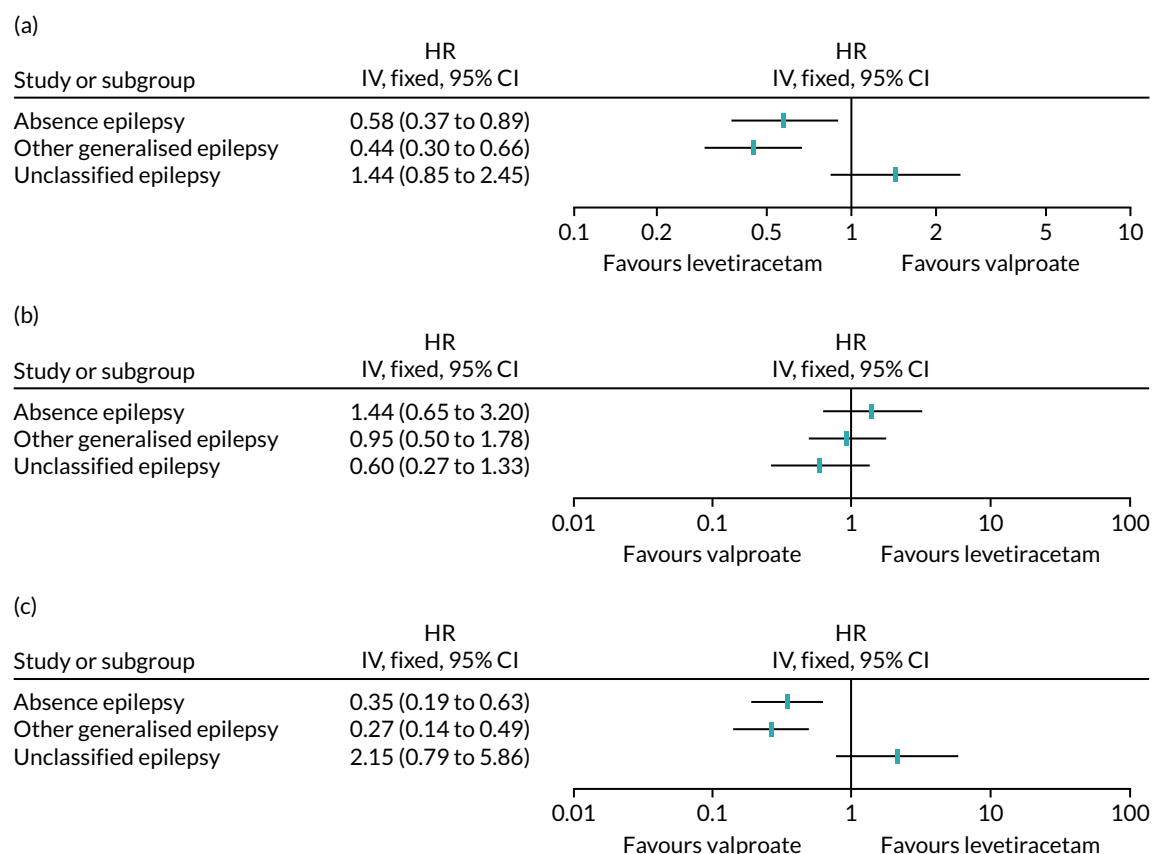 (a)
HR HR
Study or subgroup IV, fixed, 95% CI IV, fixed, 95% CI
Absence epilepsy 0.58 (0.37 to 0.89)
Other generalised epilepsy 0.44 (0.30 to 0.66)
Unclassified epilepsy 1.44 (0.85 to 2.45)
0.1 0.2 0.5 1 2 5 10
Favours levetiracetam Favours valproate
(b)
HR HR
Study or subgroup IV, fixed, 95% CI IV, fixed, 95% CI
Absence epilepsy 1.44 (0.65 to 3.20)
Other generalised epilepsy 0.95 (0.50 to 1.78)
Unclassified epilepsy 0.60 (0.27 to 1.33)
0.01 0.1 1 10 100
Favours valproate Favours levetiracetam
(c)
HR HR
Study or subgroup IV, fixed, 95% CI IV, fixed, 95% CI
Absence epilepsy 0.35 (0.19 to 0.63)
Other generalised epilepsy 0.27 (0.14 to 0.49)
Unclassified epilepsy 2.15 (0.79 to 5.86)
0.01 0.1 1 10 100
Favours valproate Favours levetiracetam